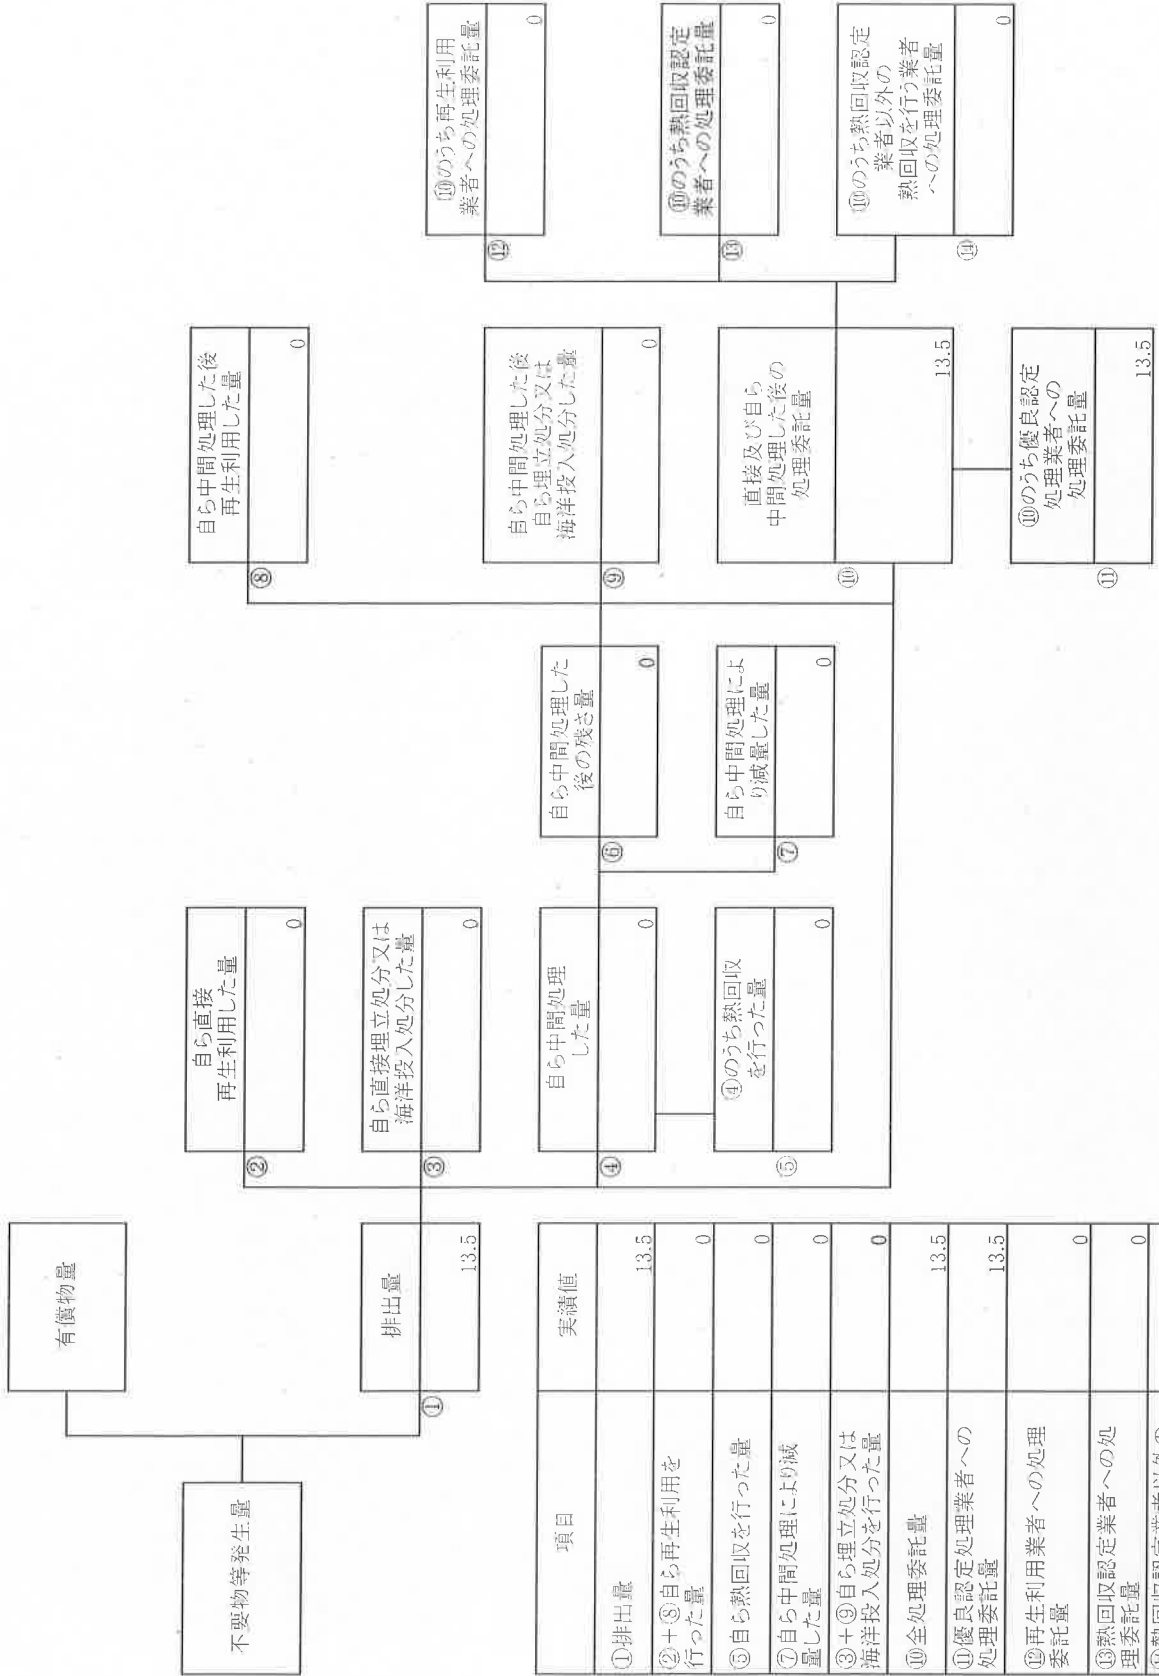 不要物等発生量
有償物量
①
排出量
13.5
②
自ら直接
再生利用した量
0
③
自ら直接埋立処分又は
海洋投入処分した量
0
④
自ら中間処理
した量
0
⑤
④のうち熱回収
を行った量
0
⑥
自ら中間処理した
後の残さ量
0
⑦
自ら中間処理によ
り減量した量
0
⑧
自ら中間処理した後
再生利用した量
0
⑨
自ら中間処理した後
自ら埋立処分又は
海洋投入処分した量
0
⑩
直接及び自ら
中間処理した後の
処理委託量
13.5
⑪
⑩のうち優良認定
処理業者への
処理委託量
13.5
⑫
⑩のうち再生利用
業者への処理委託量
0
⑬
⑩のうち熱回収認定
業者への処理委託量
0
⑭
⑩のうち熱回収認定
業者以外の
熱回収を行う業者
への処理委託量
0
項目 実績値
①排出量 13.5
②+⑧自ら再生利用を
行った量 0
⑤自ら熱回収を行った量 0
⑦自ら中間処理により減
量した量 0
③+⑨自ら埋立処分又は
海洋投入処分を行った量 0
⑩全処理委託量 13.5
⑪優良認定処理業者への
処理委託量 13.5
⑫再生利用業者への処理
委託量 0
⑬熱回収認定業者への処
理委託量 0
⑭熱回収認定業者以外の